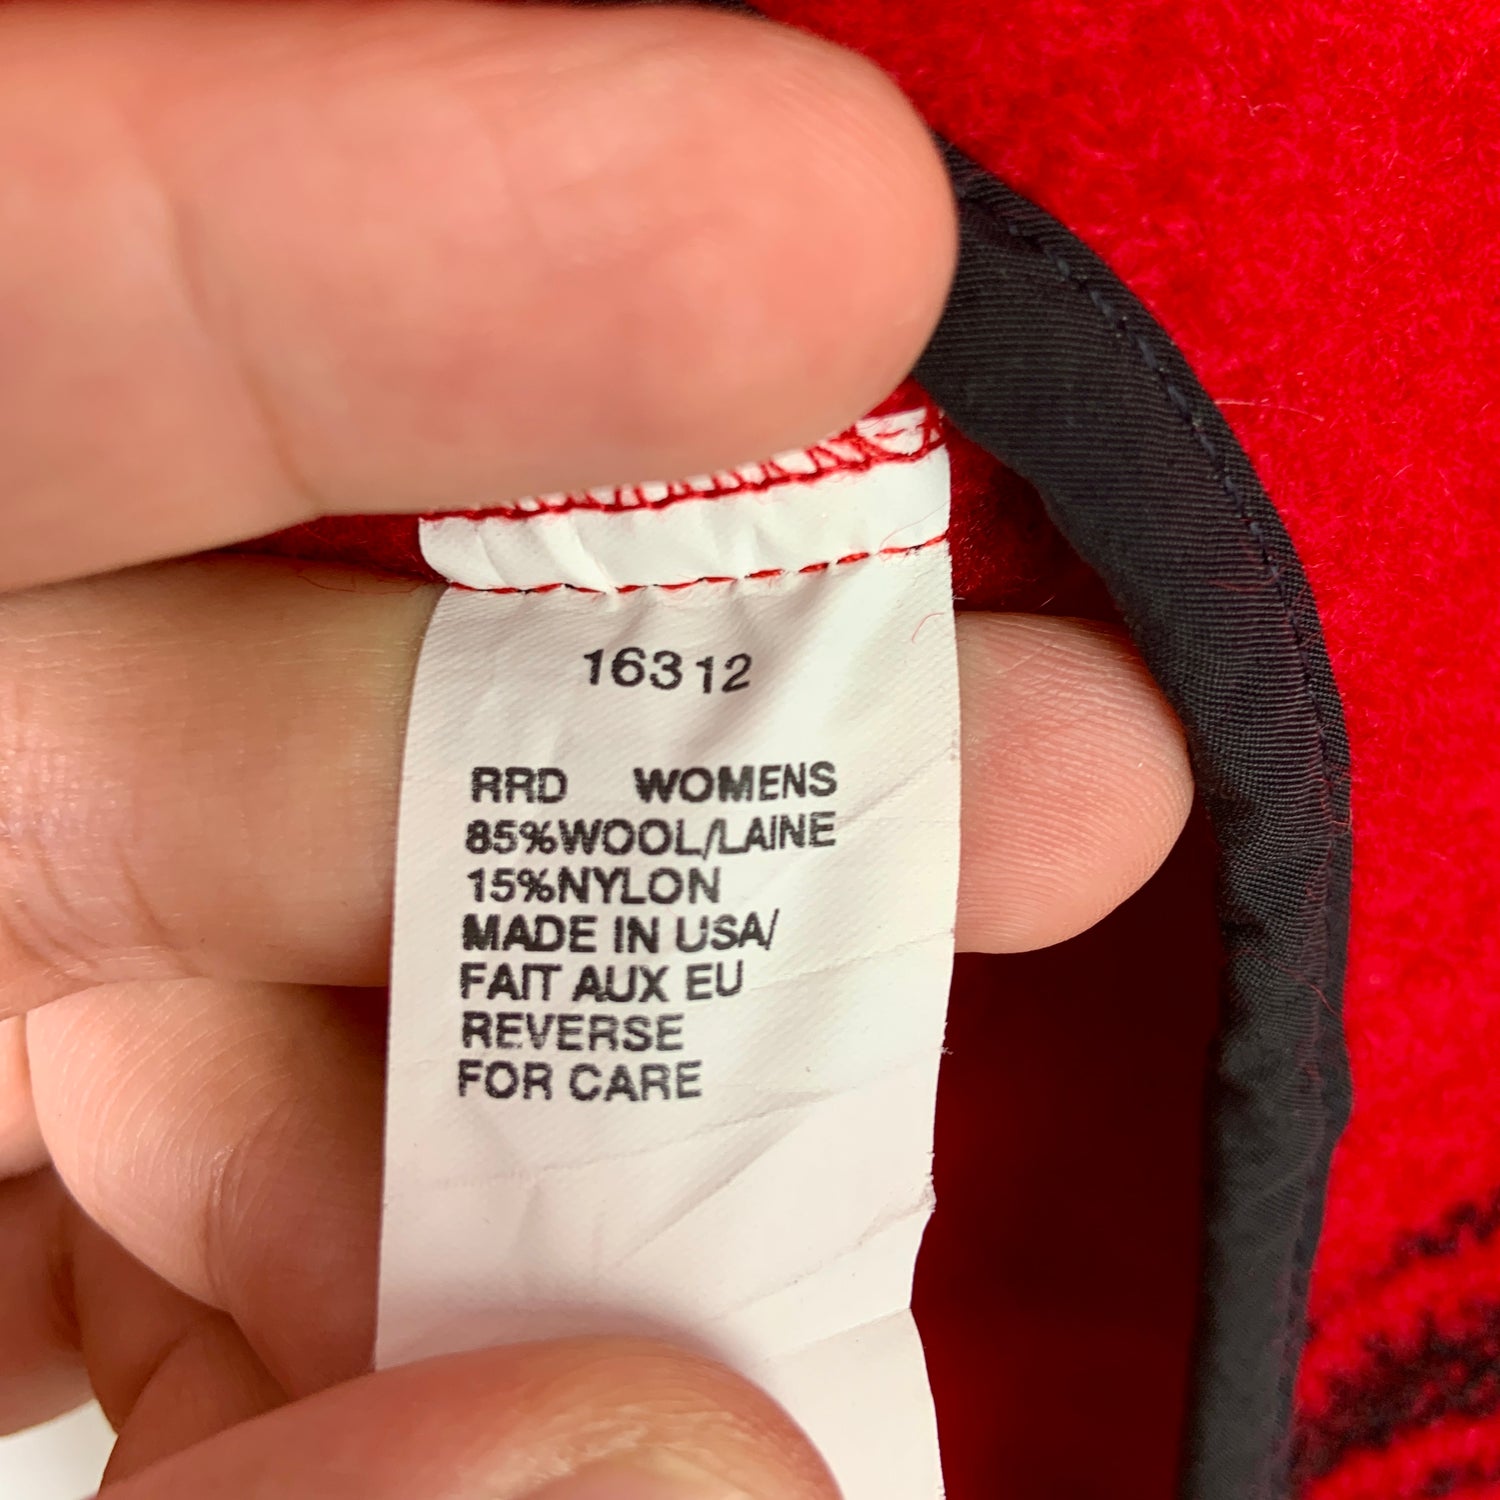 16312
RRD WOMENS
85%WOOL/LAINE
15%NYLON
MADE IN USA/
FAIT AUX EU
REVERSE
FOR CARE